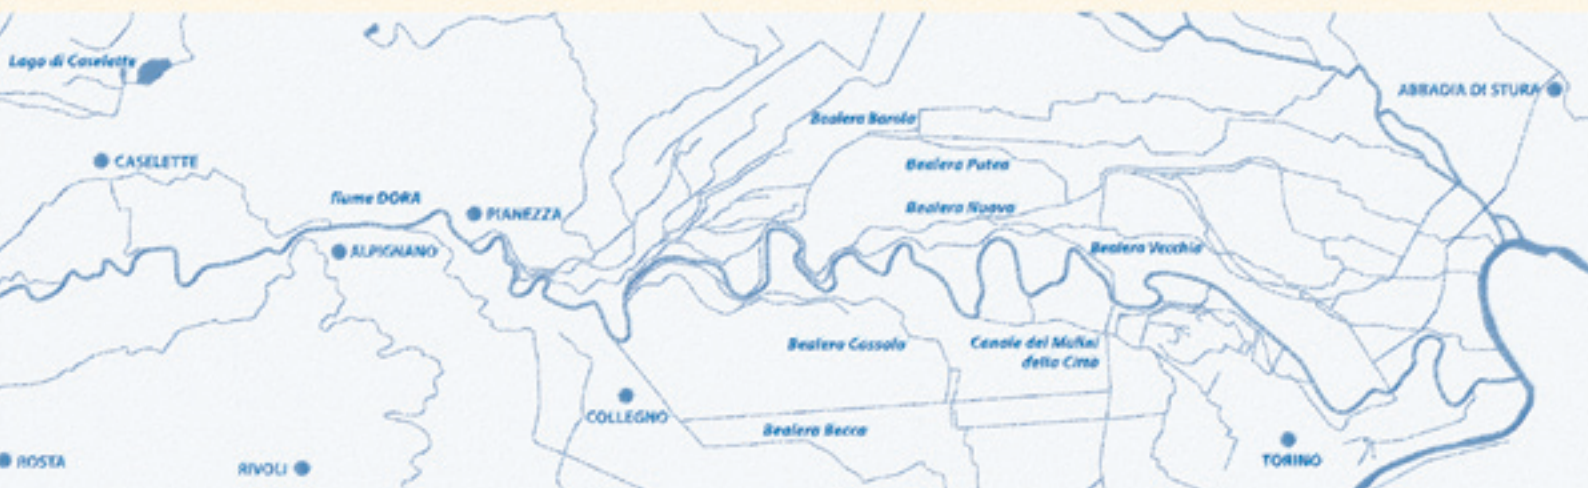 Lago di Caselette
ABBADIA DI STURA
Bealera Barola
CASELETTE
Bealera Putea
fiume DORA
PIANEZZA
Bealera Nuova
ALPIGNANO
Bealera Vecchia
Bealera Cossola
Canale dei Mulini
della Città
COLLEGNO
Bealera Becca
ROSTA
RIVOLI
TORINO